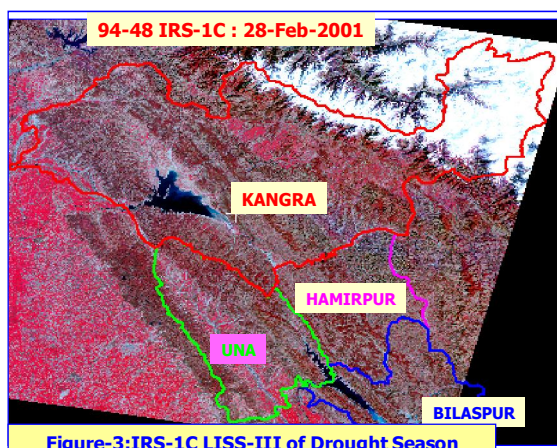 94-48 IRS-1C : 28-Feb-2001
KANGRA
HAMIRPUR
UNA
BILASPUR
Figure-3:IRS-1C LISS-III of Drought Season